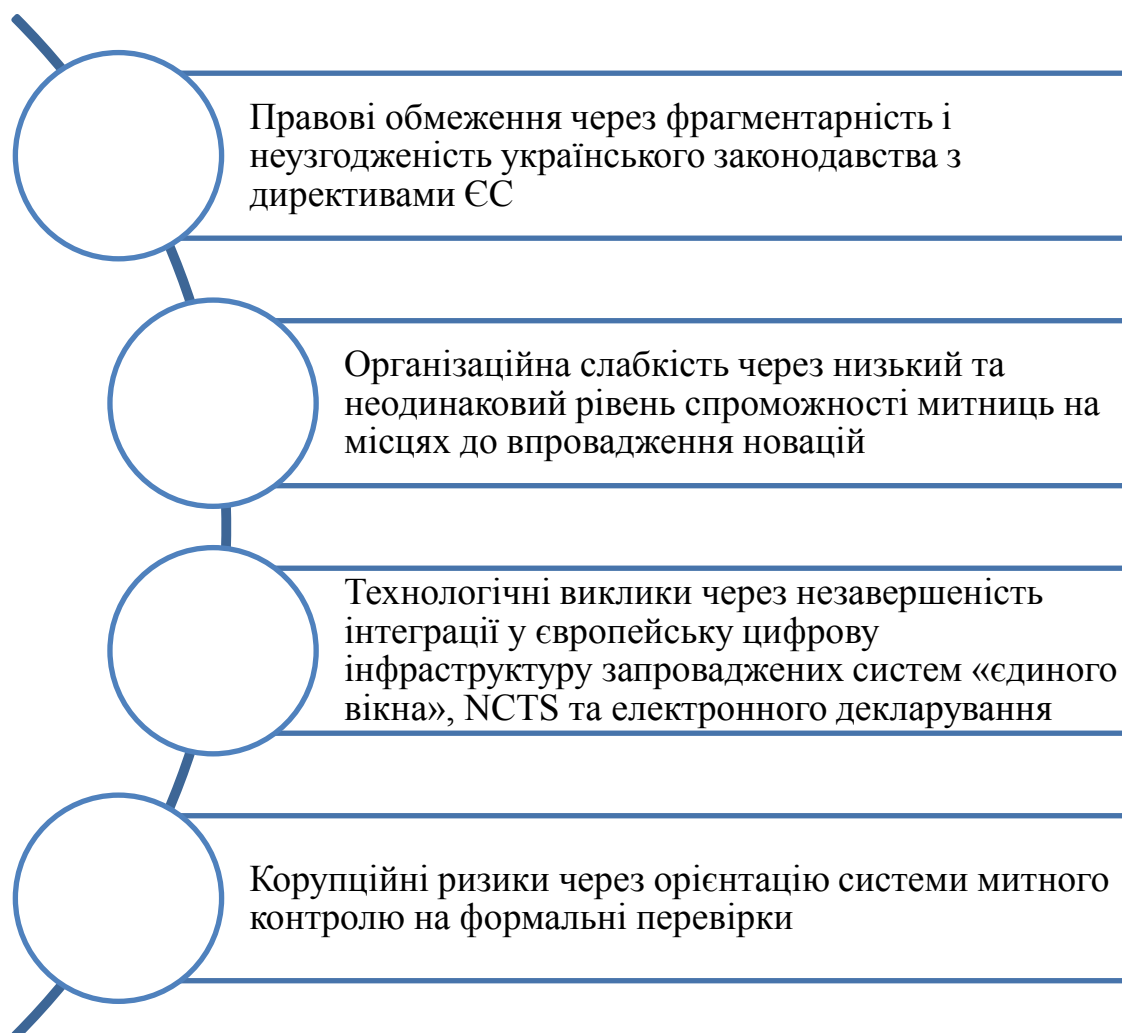 Правові обмеження через фрагментарність і
неузгодженість українського законодавства з
директивами ЄС
Організаційна слабкість через низький та
неодинаковий рівень спроможності митниць на
місцях до впровадження новацій
Технологічні виклики через незавершеність
інтеграції у європейську цифрову
інфраструктуру запроваджених систем «єдиного
вікна», NCTS та електронного декларування
Корупційні ризики через орієнтацію системи митного
контролю на формальні перевірки